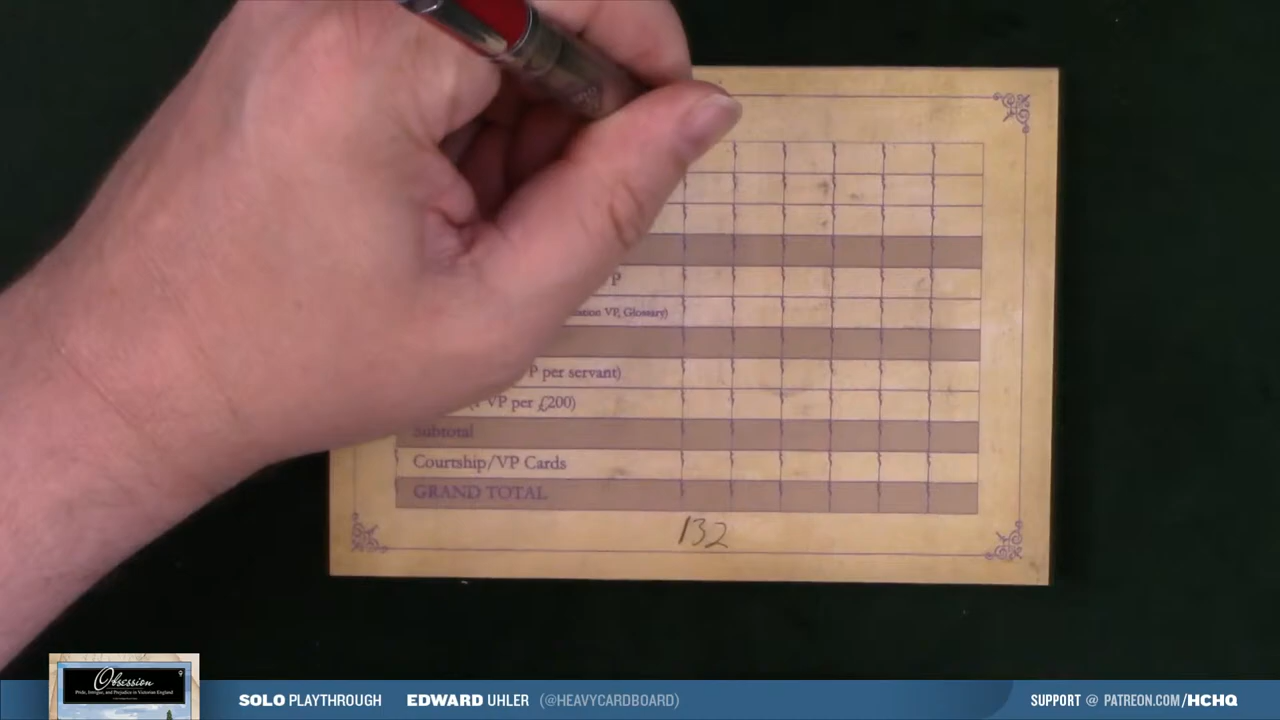 P
ation VP, Glossary)
P per servant)
VP per £200)
Subtotal
Courtship/VP Cards
GRAND TOTAL
132
Obsession
Pride, Intrigue, and Prejudice in Victorian England
SOLO PLAYTHROUGH EDWARD UHLER (@HEAVYCARDBOARD) SUPPORT @ PATREON.COM/HCHQ